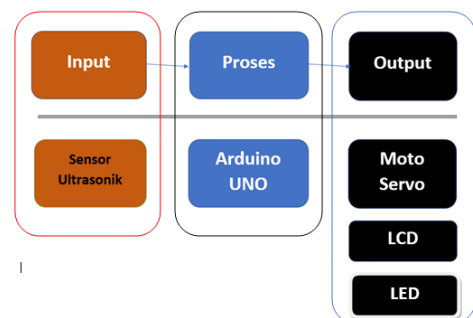 Input
Proses
Output
Sensor
Ultrasonik
Arduino
UNO
Moto
Servo
LCD
LED